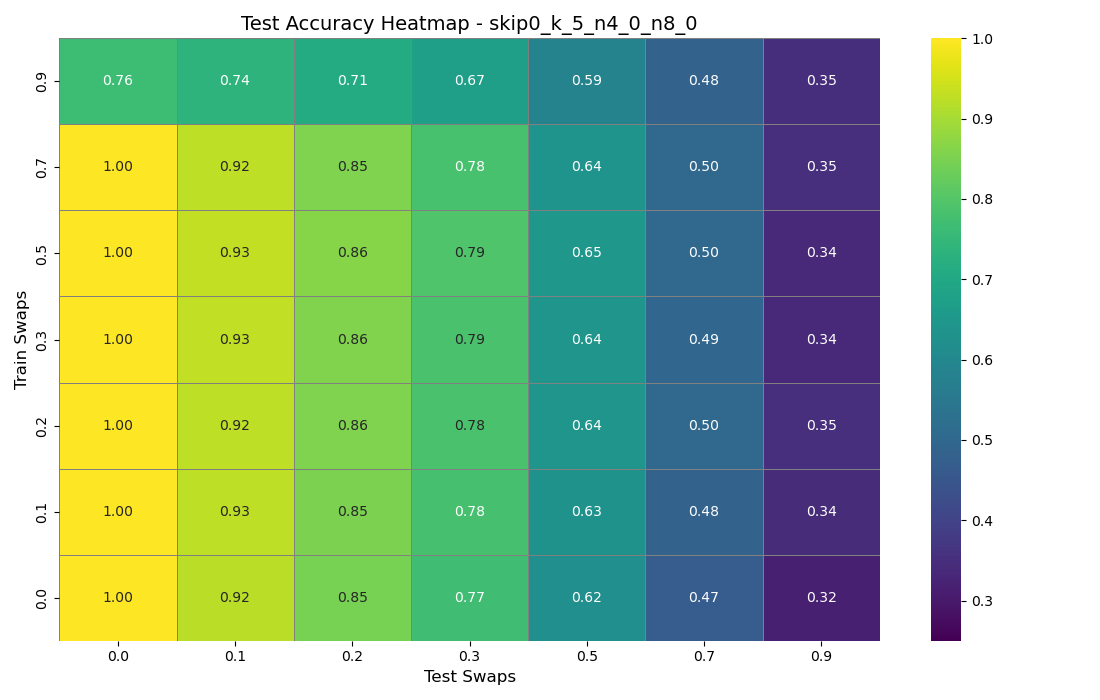 Test Accuracy Heatmap - skip0_k_5_n4_0_n8_0
0.9 0.76 0.74 0.71 0.67 0.59 0.48 0.35
0.7 1.00 0.92 0.85 0.78 0.64 0.50 0.35
0.5 1.00 0.93 0.86 0.79 0.65 0.50 0.34
0.3 1.00 0.93 0.86 0.79 0.64 0.49 0.34
0.2 1.00 0.92 0.86 0.78 0.64 0.50 0.35
0.1 1.00 0.93 0.85 0.78 0.63 0.48 0.34
0.0 1.00 0.92 0.85 0.77 0.62 0.47 0.32
0.0 0.1 0.2 0.3 0.5 0.7 0.9
Test Swaps
Train Swaps
1.0
0.9
0.8
0.7
0.6
0.5
0.4
0.3